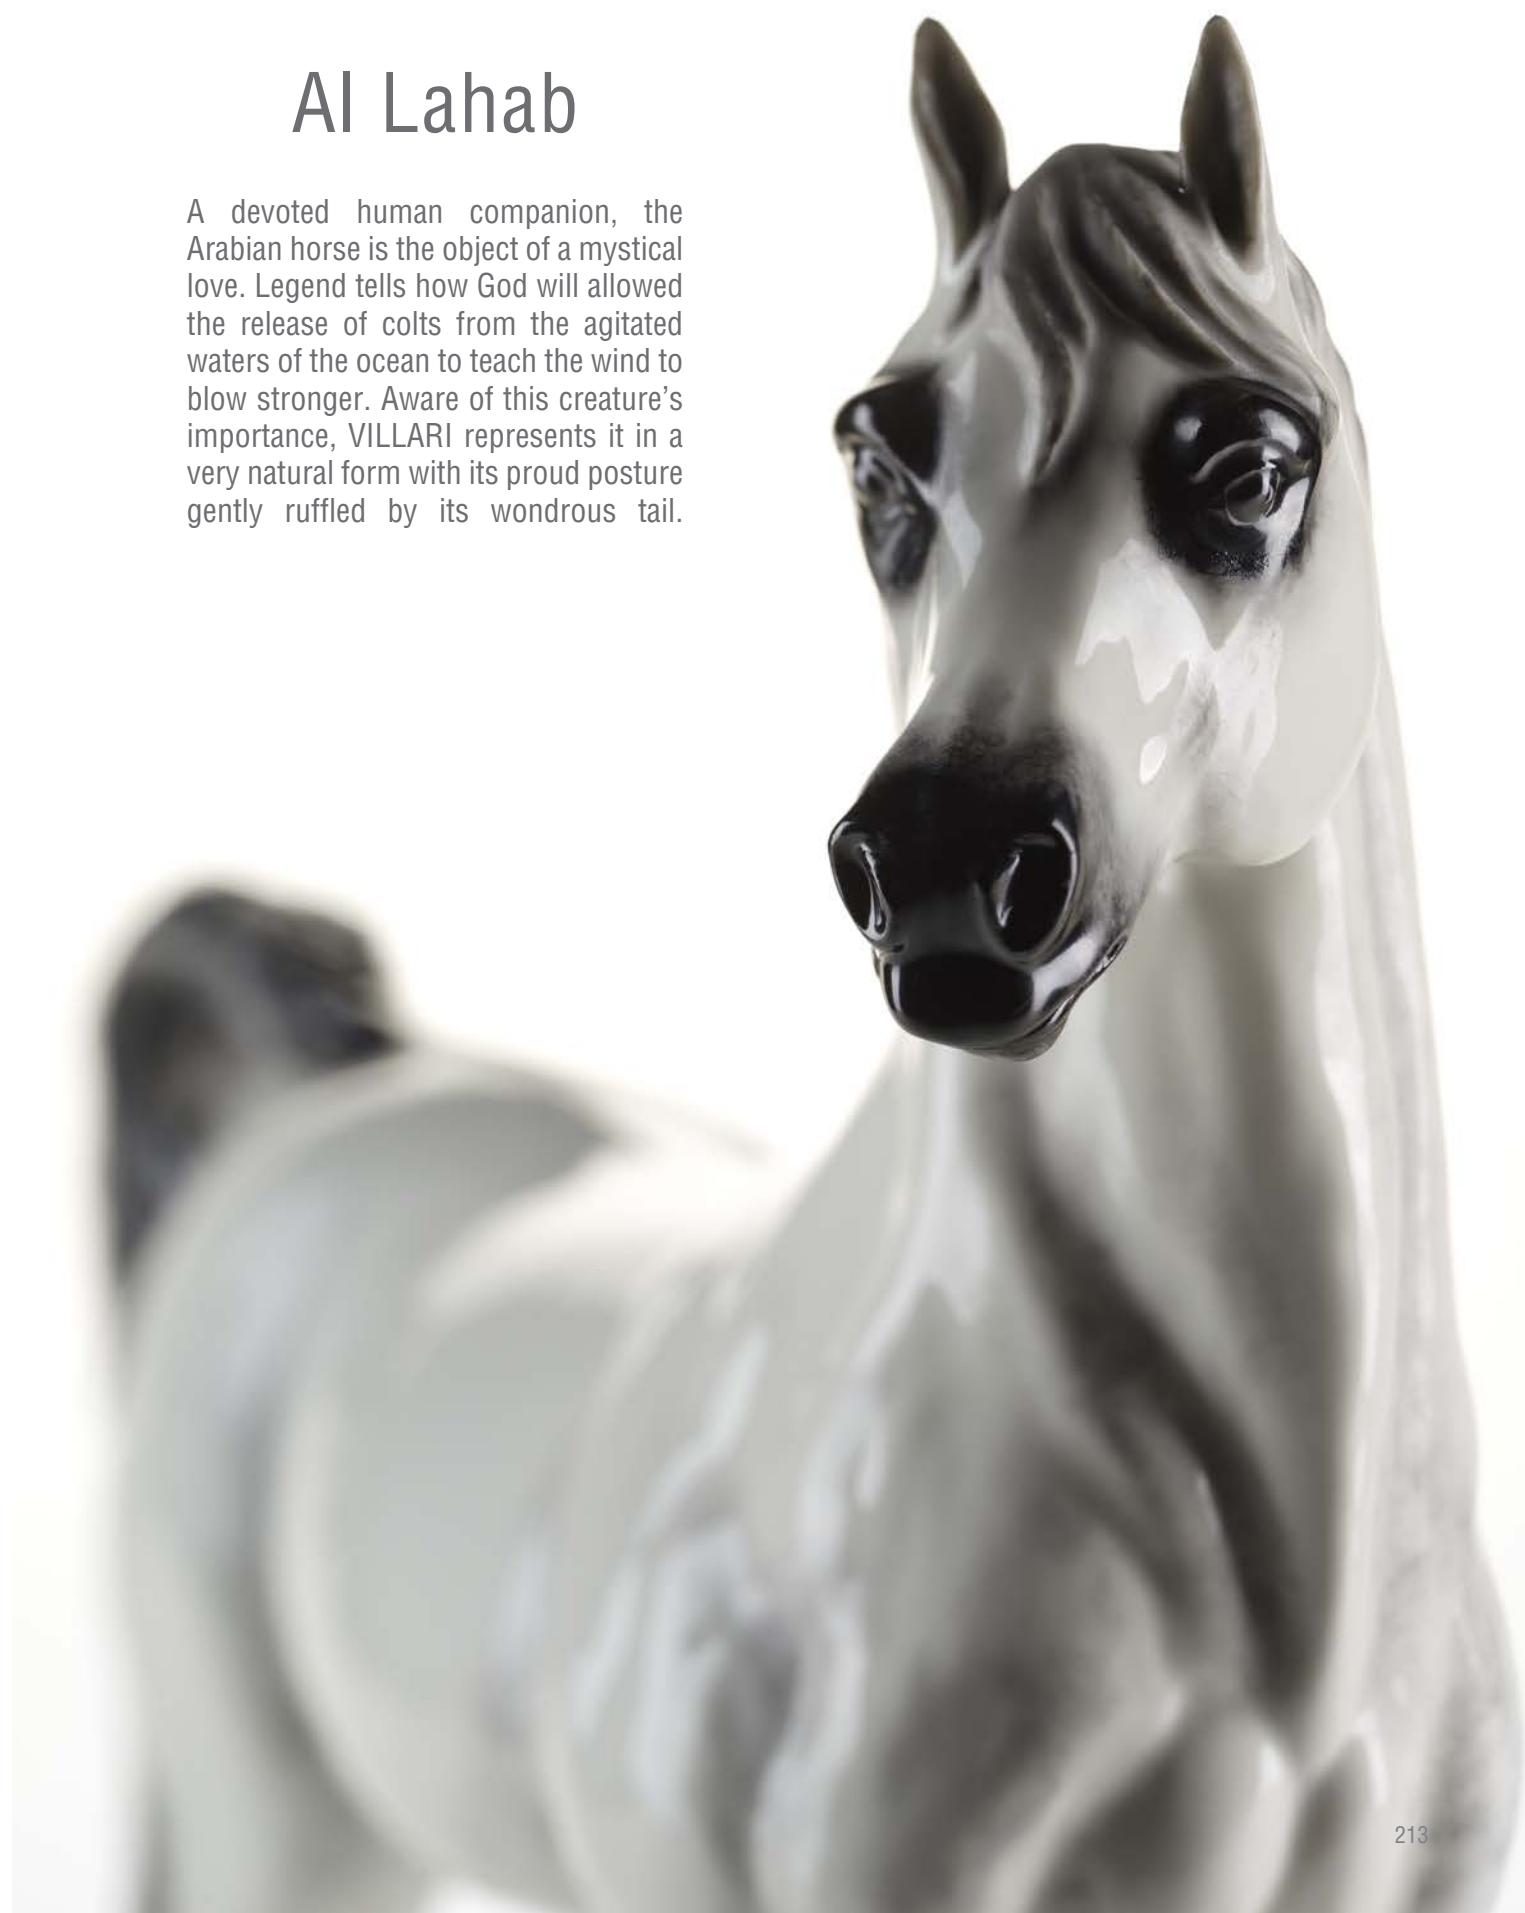 Al Lahab
A devoted human companion, the
Arabian horse is the object of a mystical
love. Legend tells how God will allowed
the release of colts from the agitated
waters of the ocean to teach the wind to
blow stronger. Aware of this creature's
importance, VILLARI represents it in a
very natural form with its proud posture
gently ruffled by its wondrous tail.
213